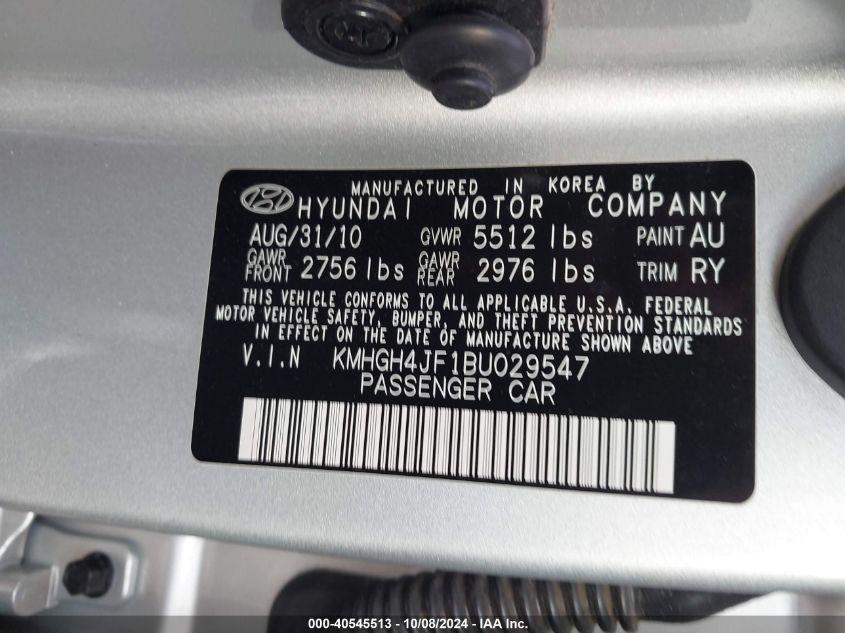 MANUFACTURED IN KOREA BY
HYUNDAI MOTOR COMPANY
AUG/31/10 GVWR 5512 lbs PAINT AU
GAWR FRONT 2756 lbs GAWR REAR 2976 lbs TRIM RY
THIS VEHICLE CONFORMS TO ALL APPLICABLE U.S.A. FEDERAL
MOTOR VEHICLE SAFETY, BUMPER, AND THEFT PREVENTION STANDARDS
IN EFFECT ON THE DATE OF MANUFACTURE SHOWN ABOVE
V.I.N KMHGH4JF1BU029547
PASSENGER CAR
000-40545513 - 10/08/2024 - IAA Inc.